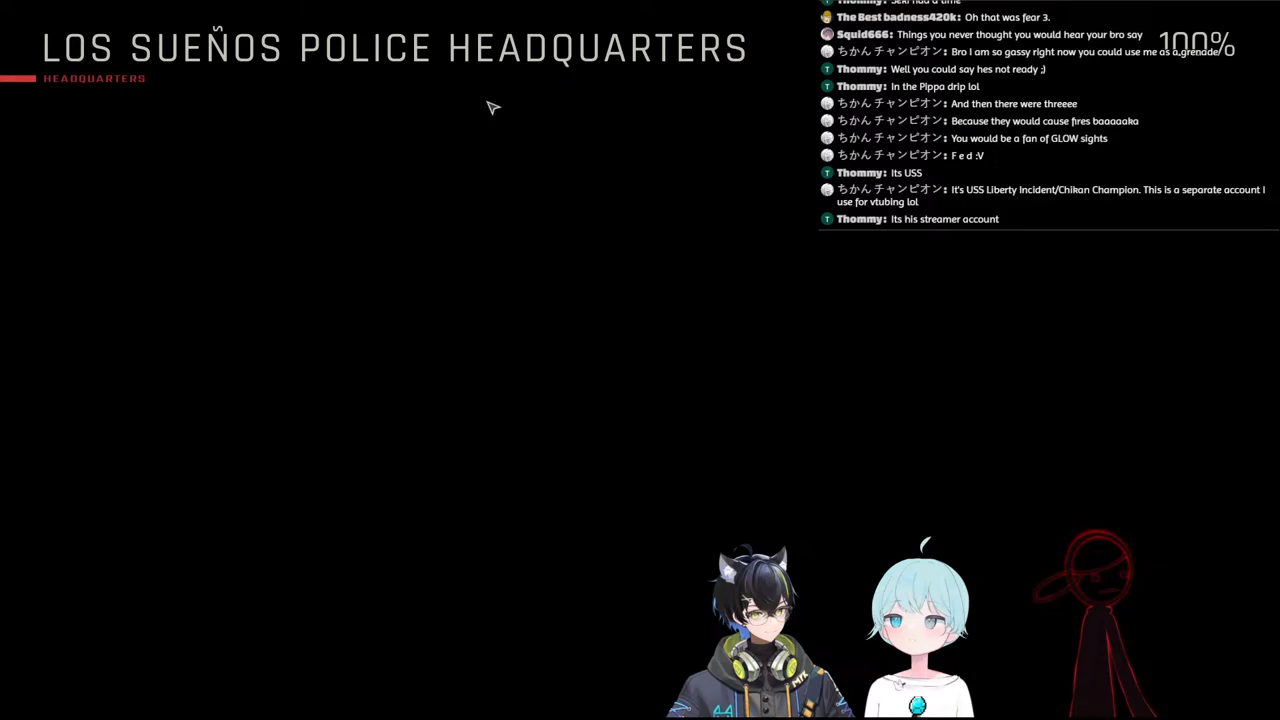 LOS SUEÑOS POLICE HEADQUARTERS
HEADQUARTERS
100%
The Best badness420k: Oh that was fear 3.
Squid666: Things you never thought you would hear your bro say
ちかん チャンピオン: Bro I am so gassy right now you could use me as a grenade
T Thommy: Well you could say hes not ready ;)
T Thommy: In the Pippa drip lol
ちかん チャンピオン: And then there were threeee
ちかん チャンピオン: Because they would cause fires baaaaaka
ちかん チャンピオン: You would be a fan of GLOW sights
ちかん チャンピオン: F e d :V
T Thommy: Its USS
ちかん チャンピオン: It's USS Liberty Incident/Chikan Champion. This is a separate account I
use for vtubing lol
T Thommy: Its his streamer account